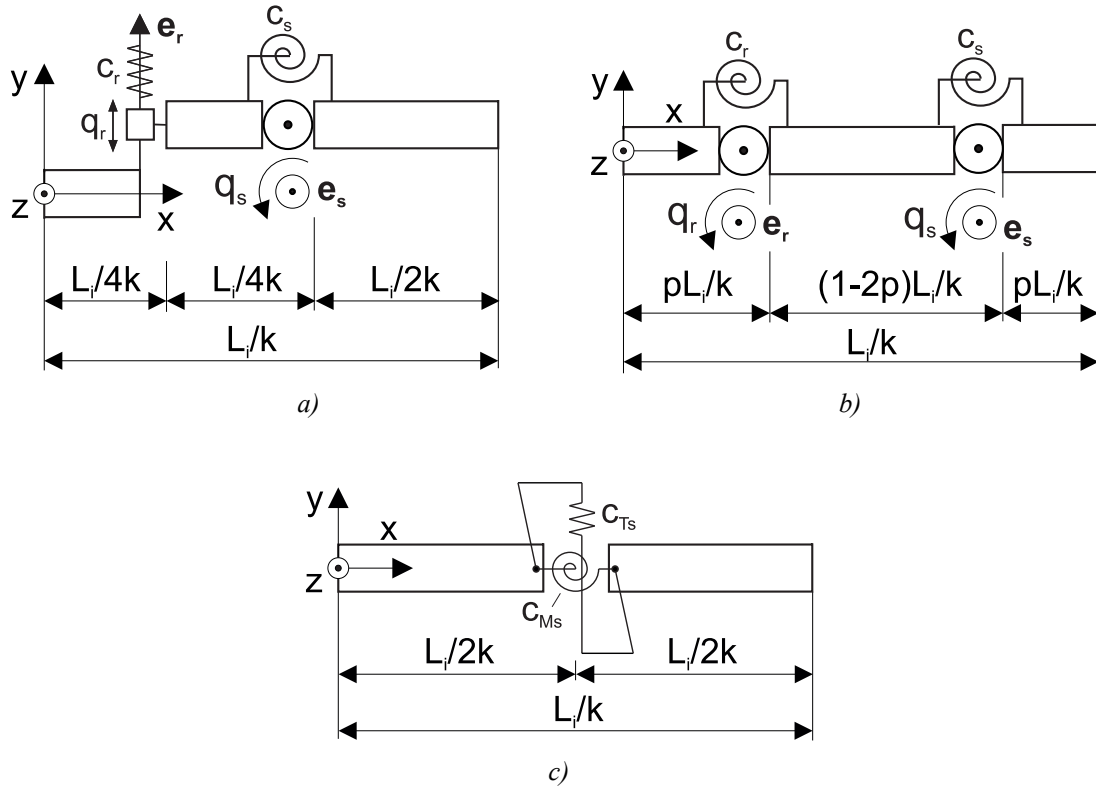 c_s
e_r
c_r
y
q_r
z
x
q_s
e_s
L_i/4k
L_i/4k
L_i/2k
L_i/k
a)
c_r
c_s
y
x
z
q_r
e_r
q_s
e_s
pL_i/k
(1-2p)L_i/k
pL_i/k
L_i/k
b)
y
x
c_Ts
z
c_Ms
L_i/2k
L_i/2k
L_i/k
c)